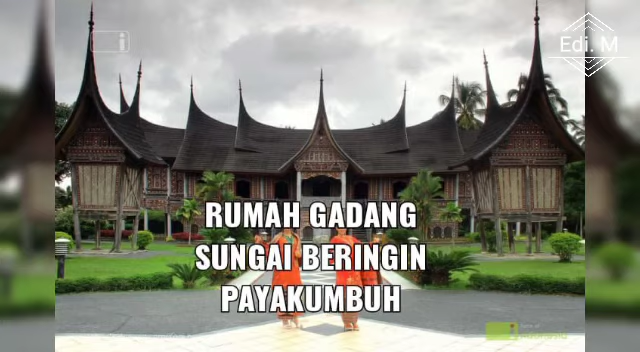 Edi. M
RUMAH GADANG
SUNGAI BERINGIN
PAYAKUMBUH